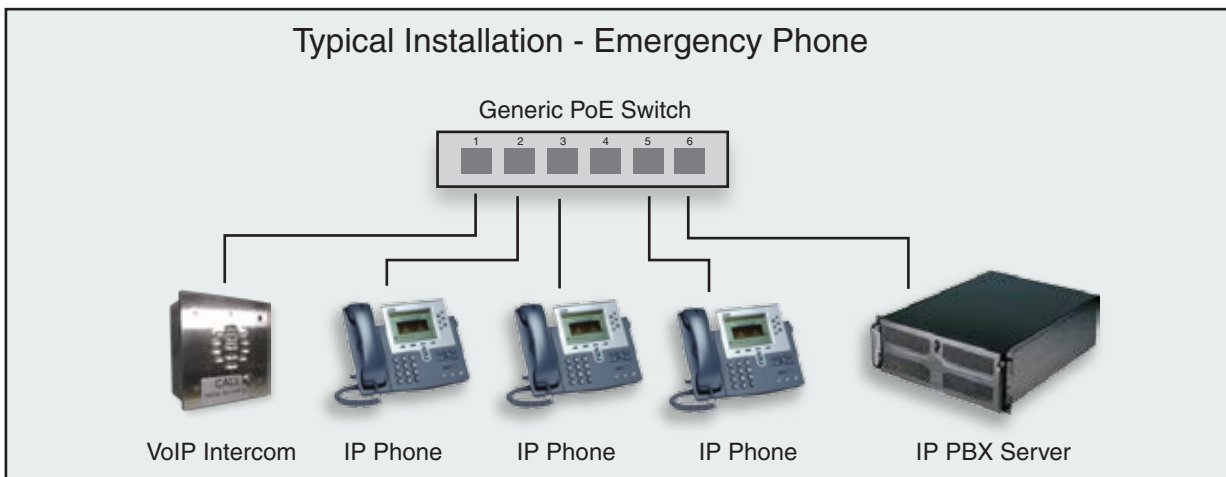 Typical Installation - Emergency Phone
Generic PoE Switch
1 2 3 4 5 6
CALL
VoIP Intercom IP Phone IP Phone IP Phone IP PBX Server